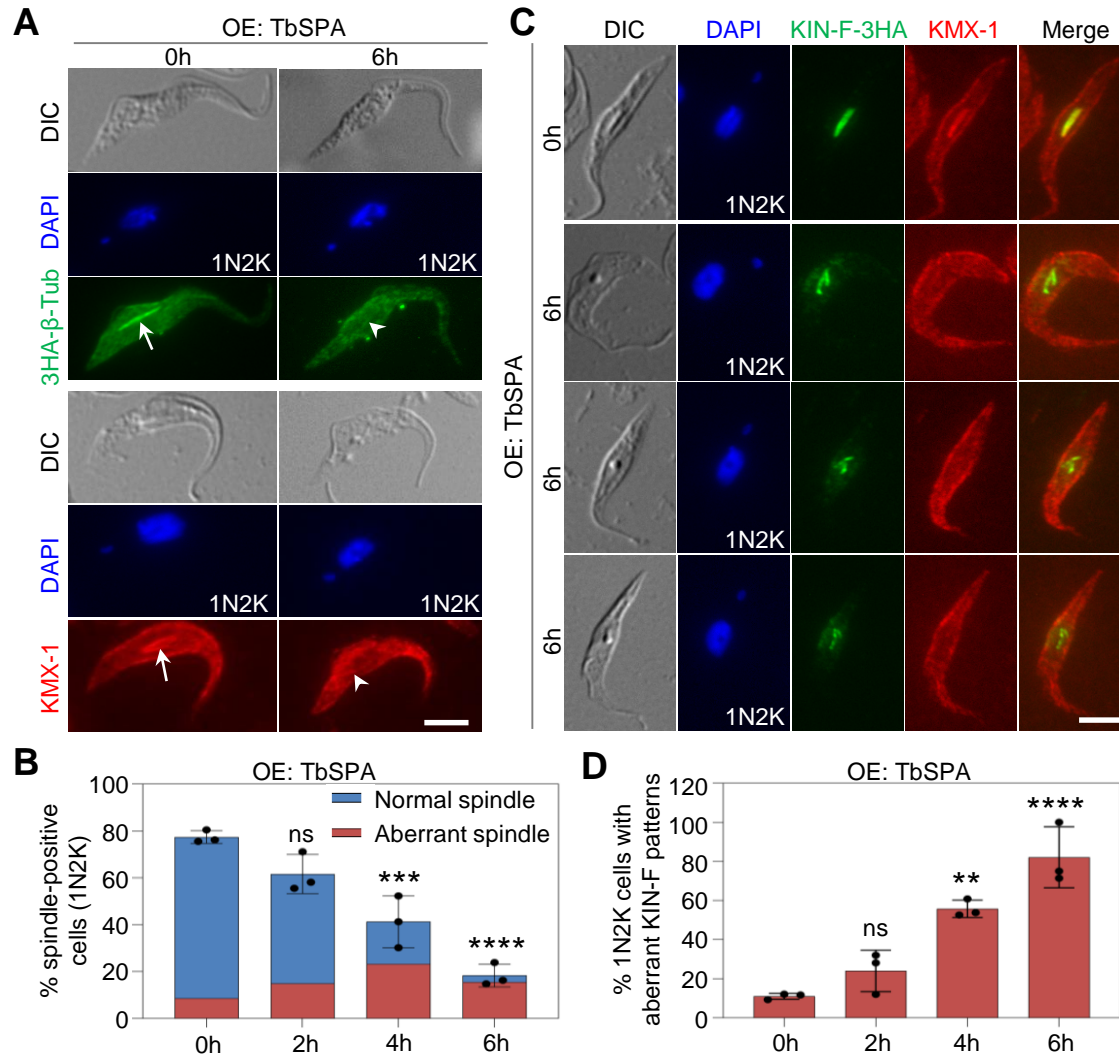 A
OE: TbSPA
0h 6h
DIC
DAPI
1N2K
1N2K
3HA-β-Tub
DIC
DAPI
1N2K
1N2K
KMX-1
B
OE: TbSPA
% spindle-positive
cells (1N2K)
100
80
60
40
20
0
Normal spindle
Aberrant spindle
ns
***
****
0h 2h 4h 6h
C
DIC DAPI KIN-F-3HA KMX-1 Merge
OE: TbSPA
0h
1N2K
6h
1N2K
6h
1N2K
6h
1N2K
D
OE: TbSPA
% 1N2K cells with
aberrant KIN-F patterns
120
100
80
60
40
20
0
ns
**
****
0h 2h 4h 6h